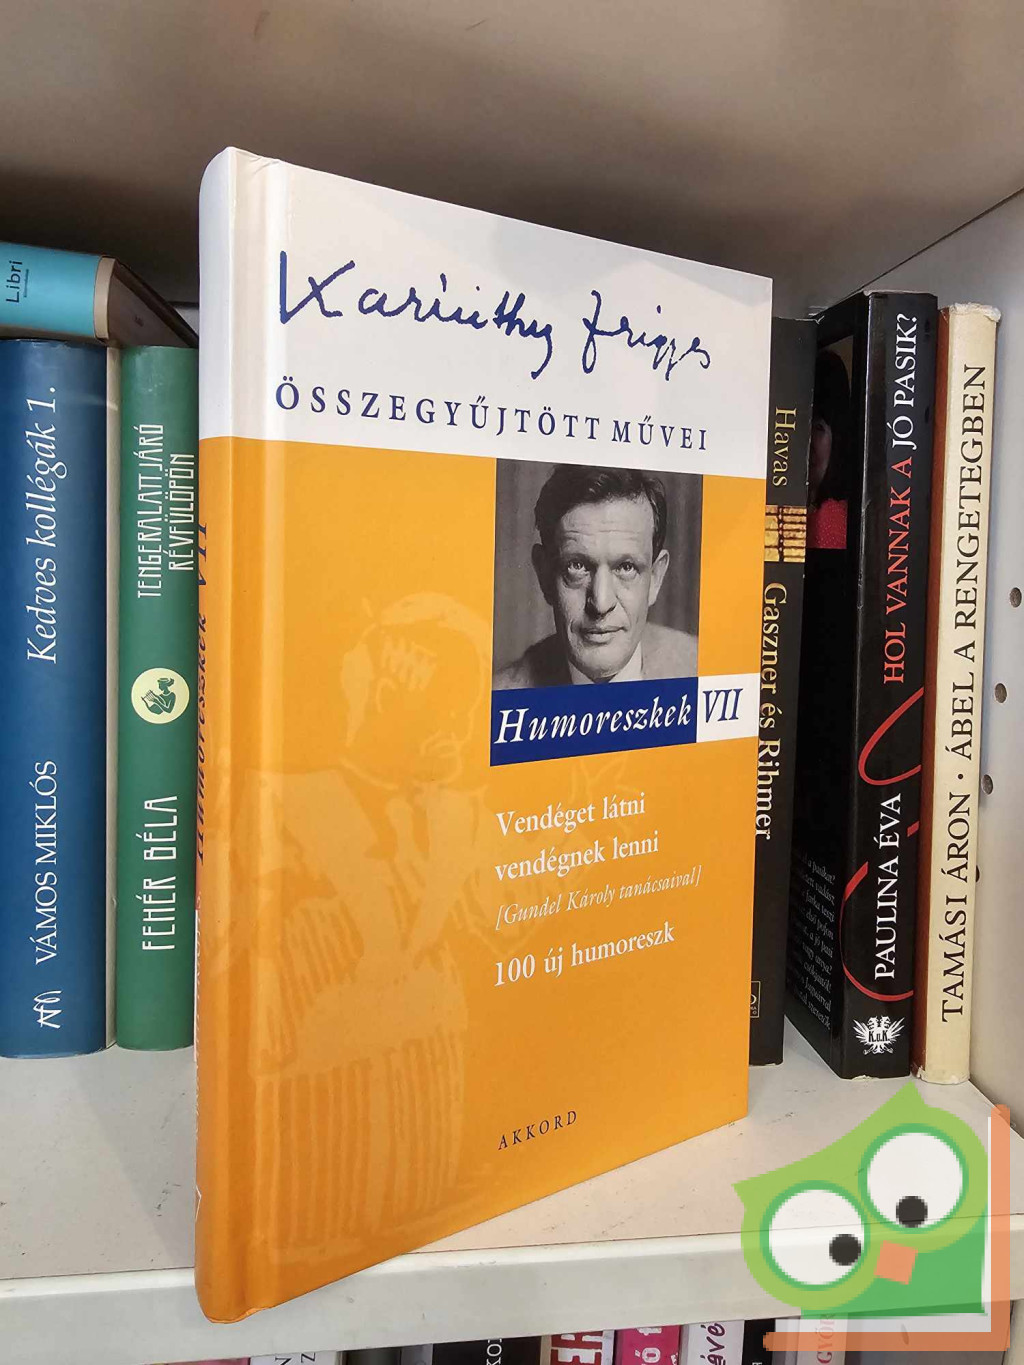 Karinthy Frigyes
ÖSSZEGYŰJTÖTT MŰVEI
Humoreszkek VII
Vendéget látni
vendégnek lenni
[Gundel Károly tanácsaival]
100 új humoreszk
AKKORD
Humoreszkek VII
Libri
VÁMOS MIKLÓS Kedves kollégák 1.
FEHÉR BÉLA
TENGERALATTJÁRÓ
RÉVFÜLÖPÖN
Havas
Gaszner és Rihmer
PAULINA ÉVA HOL VANNAK A JÓ PASIK?
K.u.K.
TAMÁSI ÁRON · ÁBEL A RENGETEGBEN